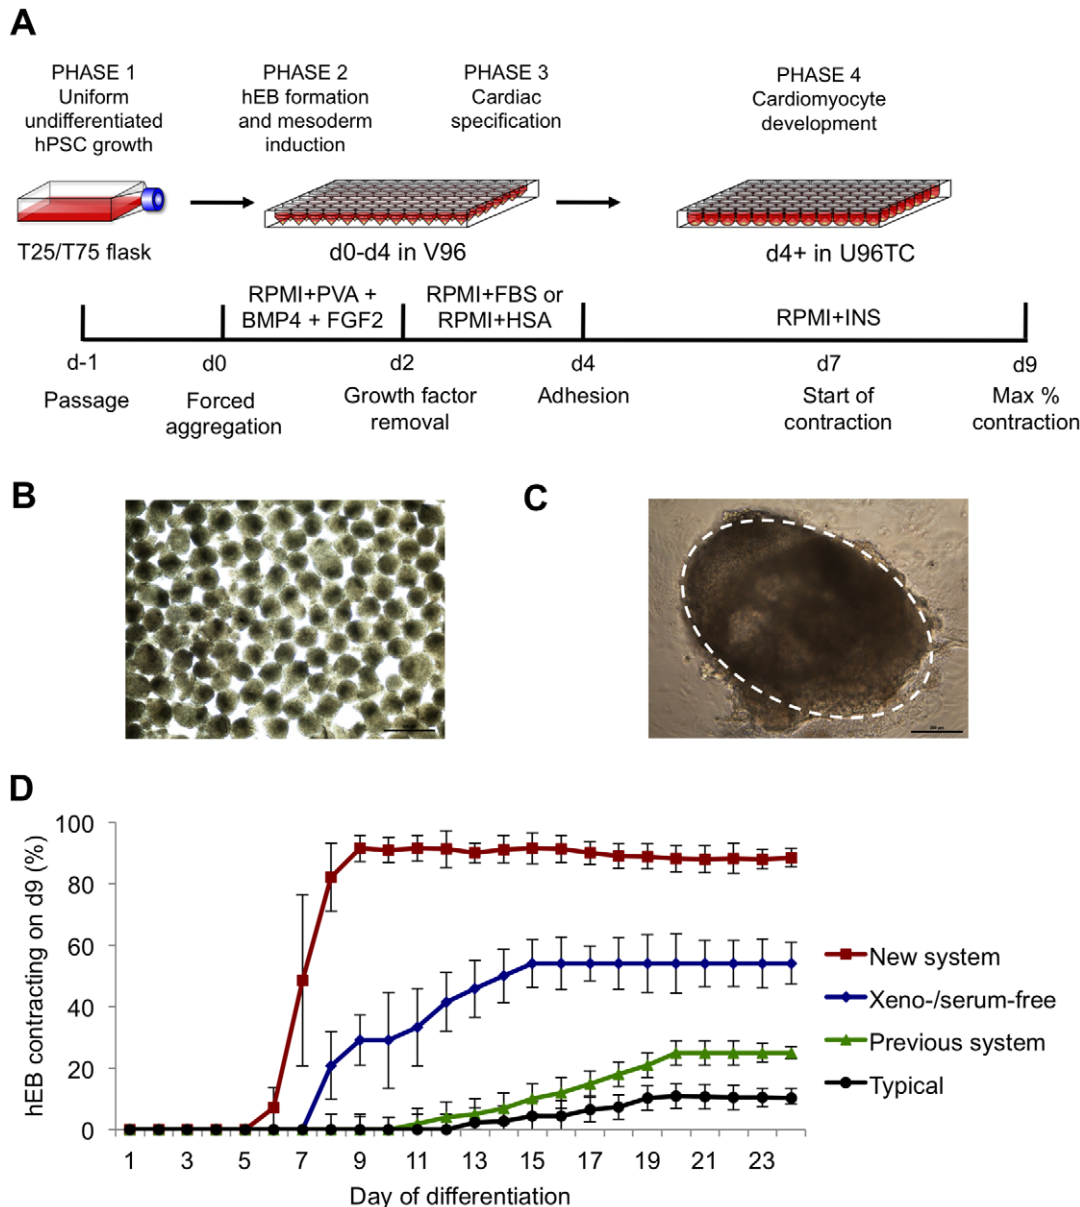 A
PHASE 1
Uniform
undifferentiated
hPSC growth
PHASE 2
hEB formation
and mesoderm
induction
PHASE 3
Cardiac
specification
PHASE 4
Cardiomyocyte
development
T25/T75 flask
d0-d4 in V96
d4+ in U96TC
RPMI+PVA +
BMP4 + FGF2
RPMI+FBS or
RPMI+HSA
RPMI+INS
d-1
d0
d2
d4
d7
d9
Passage
Forced
aggregation
Growth factor
removal
Adhesion
Start of
contraction
Max %
contraction
B
C
D
hEB contracting on d9 (%)
100
80
60
40
20
0
1 3 5 7 9 11 13 15 17 19 21 23
Day of differentiation
New system
Xeno-/serum-free
Previous system
Typical